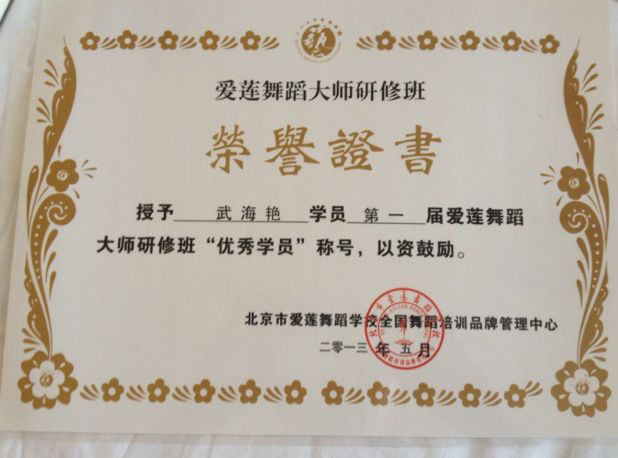 爱莲舞蹈大师研修班
榮譽證書
授予 武海艳 学员 第一 届爱莲舞蹈
大师研修班“优秀学员”称号，以资鼓励。
北京市爱莲舞蹈学校全国舞蹈培训品牌管理中心
二零一三年五月